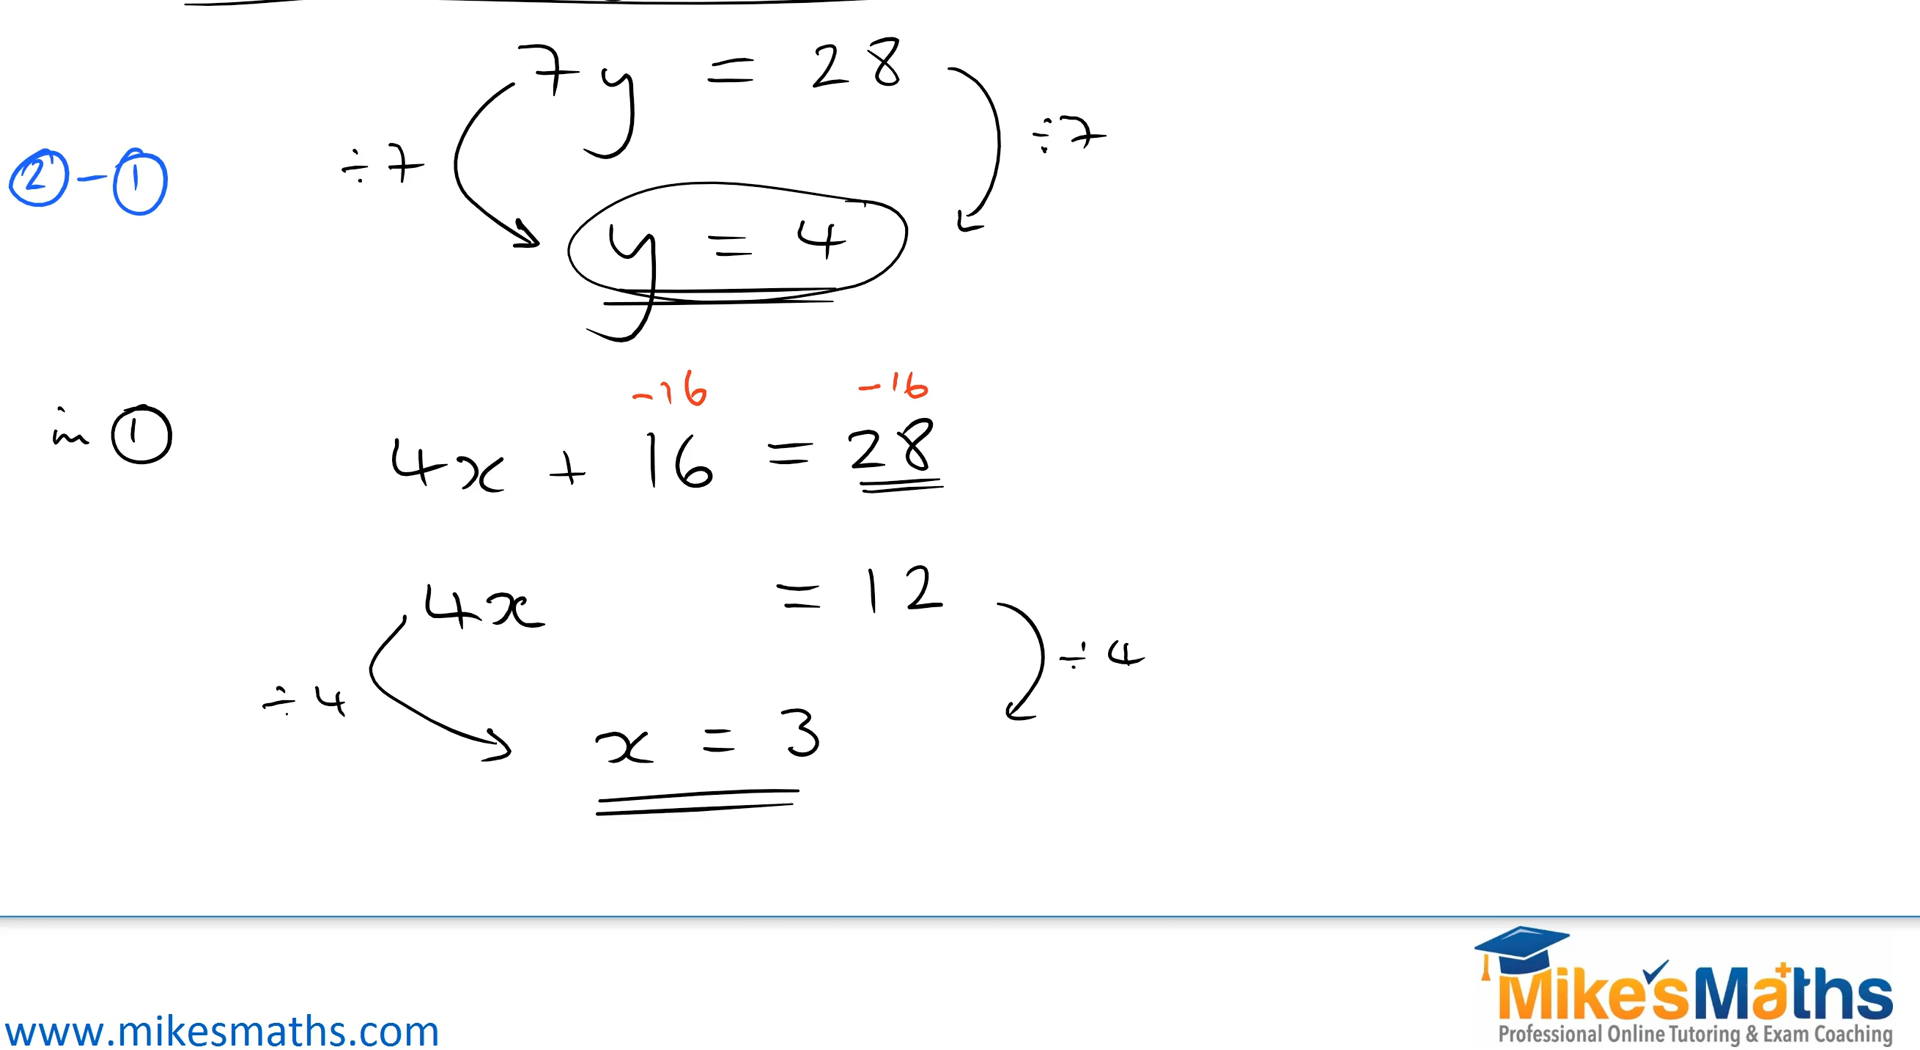 7y = 28
÷7
÷7
② - ①
y = 4
-16 -16
in ① 4x + 16 = 28
4x = 12
÷4
÷4
x = 3
www.mikesmaths.com
Mike's Maths
Professional Online Tutoring & Exam Coaching